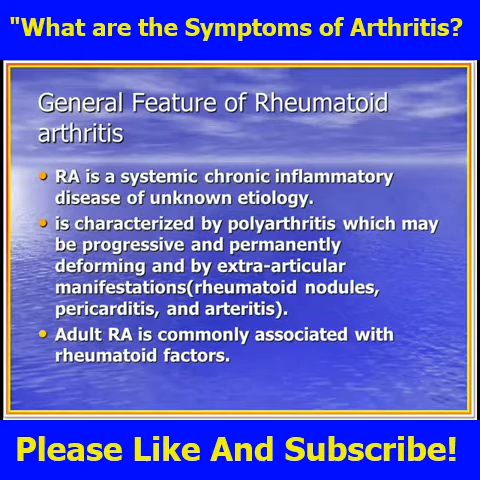 "What are the Symptoms of Arthritis?
General Feature of Rheumatoid
arthritis
• RA is a systemic chronic inflammatory
disease of unknown etiology.
• is characterized by polyarthritis which may
be progressive and permanently
deforming and by extra-articular
manifestations(rheumatoid nodules,
pericarditis, and arteritis).
• Adult RA is commonly associated with
rheumatoid factors.
Please Like And Subscribe!